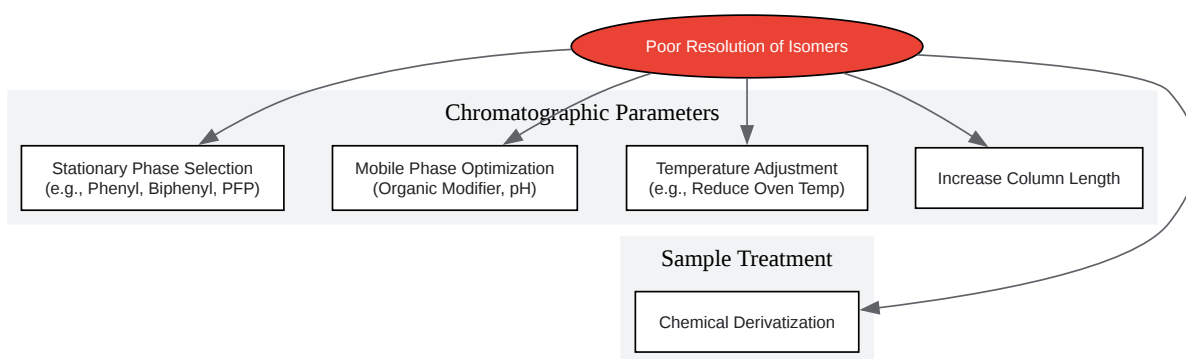 Poor Resolution of Isomers
Chromatographic Parameters
Stationary Phase Selection
(e.g., Phenyl, Biphenyl, PFP)
Mobile Phase Optimization
(Organic Modifier, pH)
Temperature Adjustment
(e.g., Reduce Oven Temp)
Increase Column Length
Sample Treatment
Chemical Derivatization